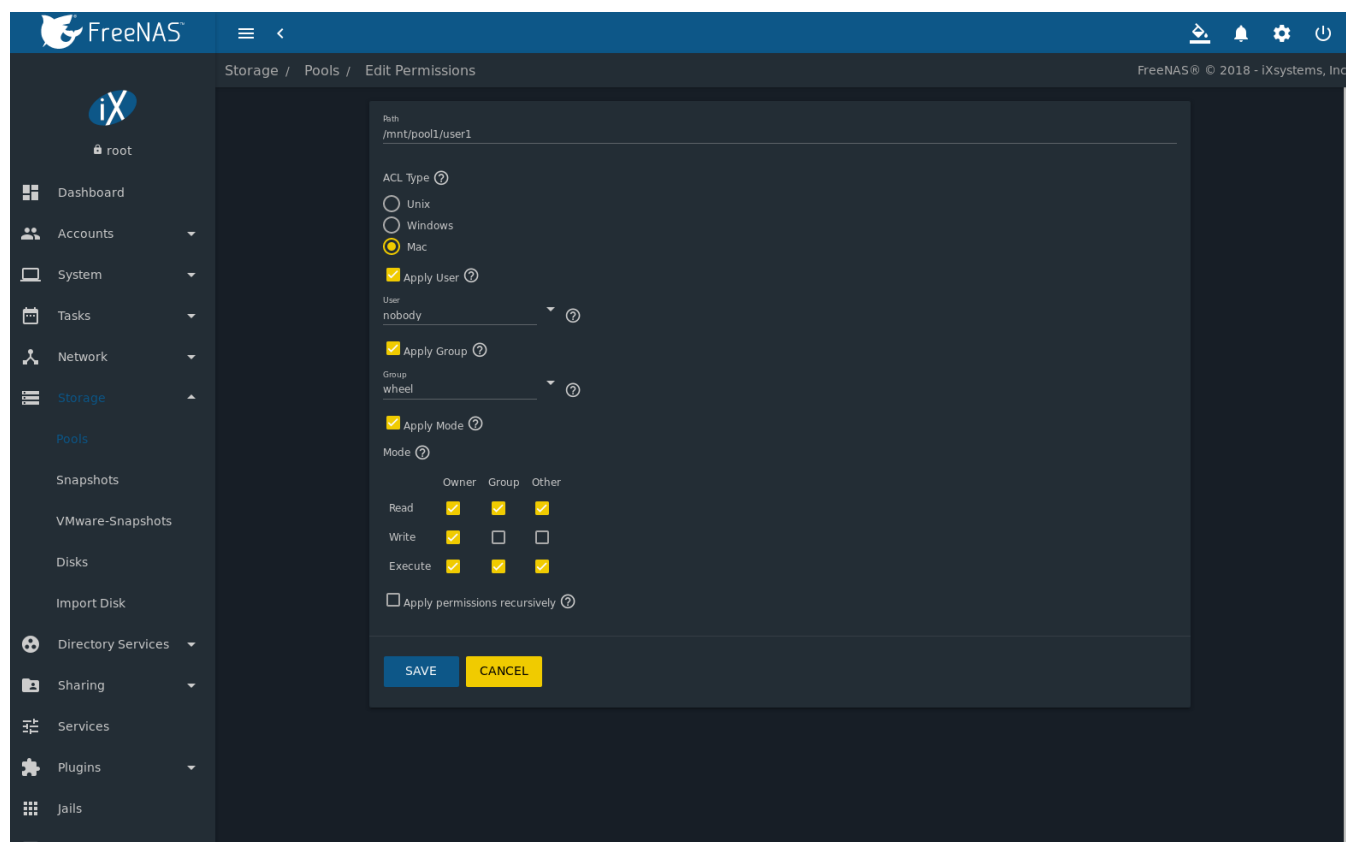 FreeNAS™
Storage / Pools / Edit Permissions
FreeNAS® © 2018 - iXsystems, Inc
iX
root
Dashboard
Accounts
System
Tasks
Network
Storage
Pools
Snapshots
VMware-Snapshots
Disks
Import Disk
Directory Services
Sharing
Services
Plugins
Jails
Path
/mnt/pool1/user1
ACL Type ?
Unix
Windows
Mac
Apply User ?
User
nobody ?
Apply Group ?
Group
wheel ?
Apply Mode ?
Mode ?
Owner Group Other
Read
Write
Execute
Apply permissions recursively ?
SAVE CANCEL